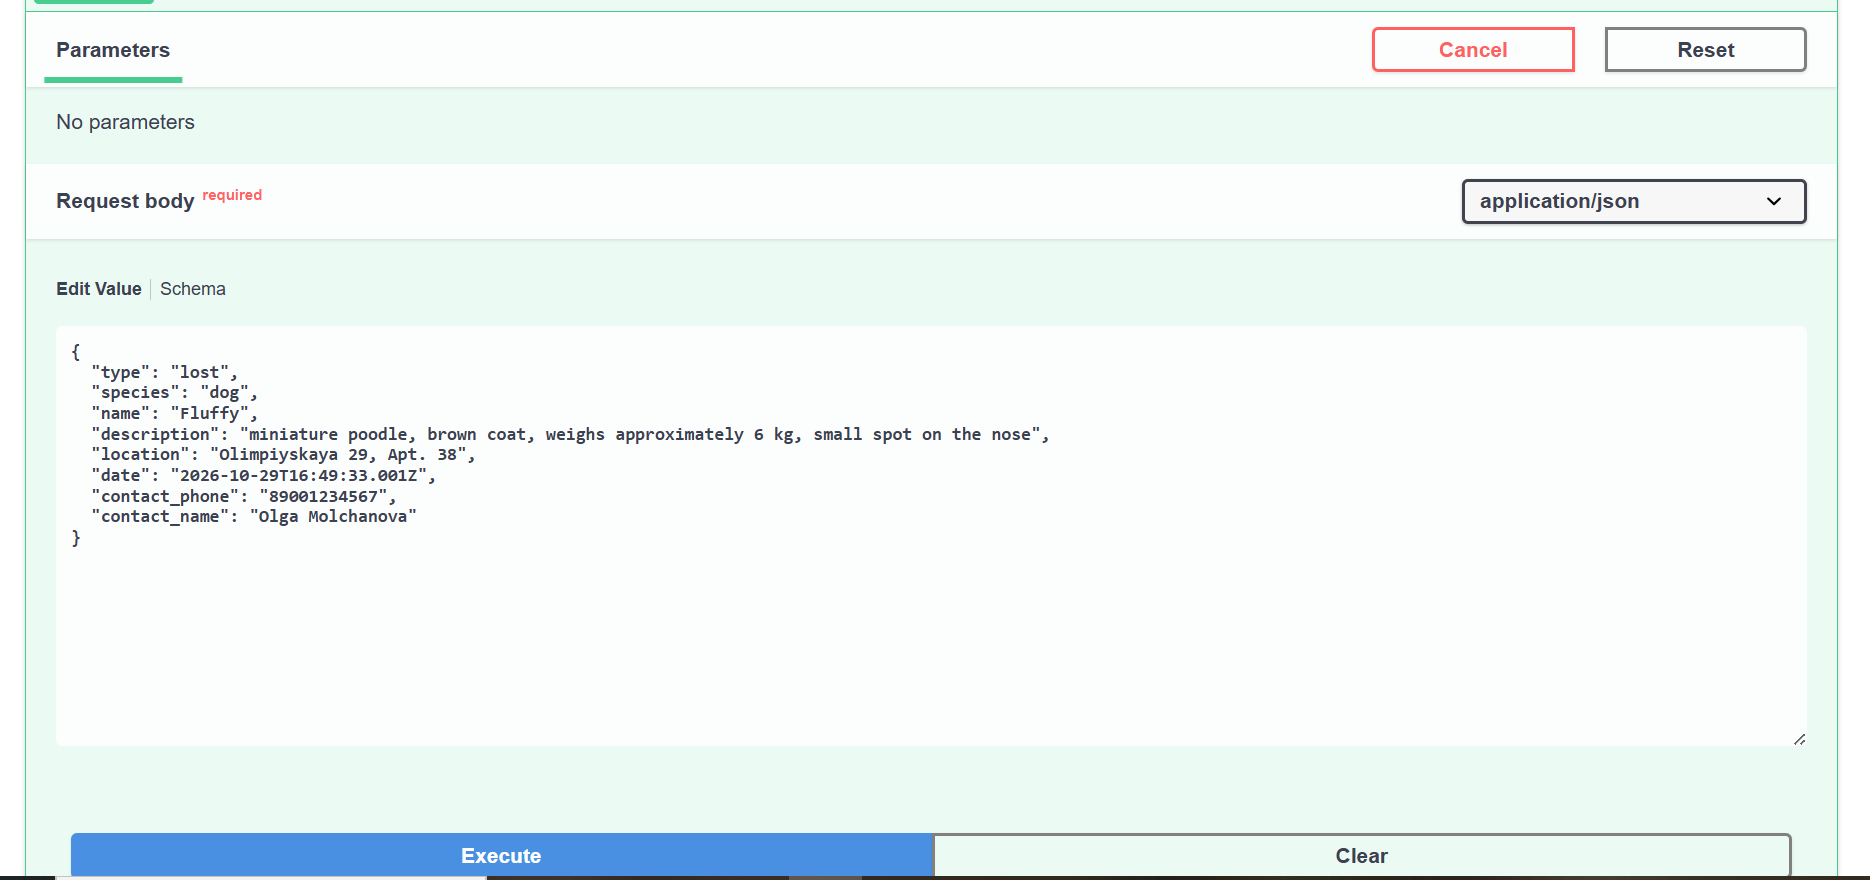 Parameters
Cancel
Reset
No parameters
Request body required
application/json
Edit Value
Schema
{
  "type": "lost",
  "species": "dog",
  "name": "Fluffy",
  "description": "miniature poodle, brown coat, weighs approximately 6 kg, small spot on the nose",
  "location": "Olimpiyskaya 29, Apt. 38",
  "date": "2026-10-29T16:49:33.001Z",
  "contact_phone": "89001234567",
  "contact_name": "Olga Molchanova"
}
Execute
Clear